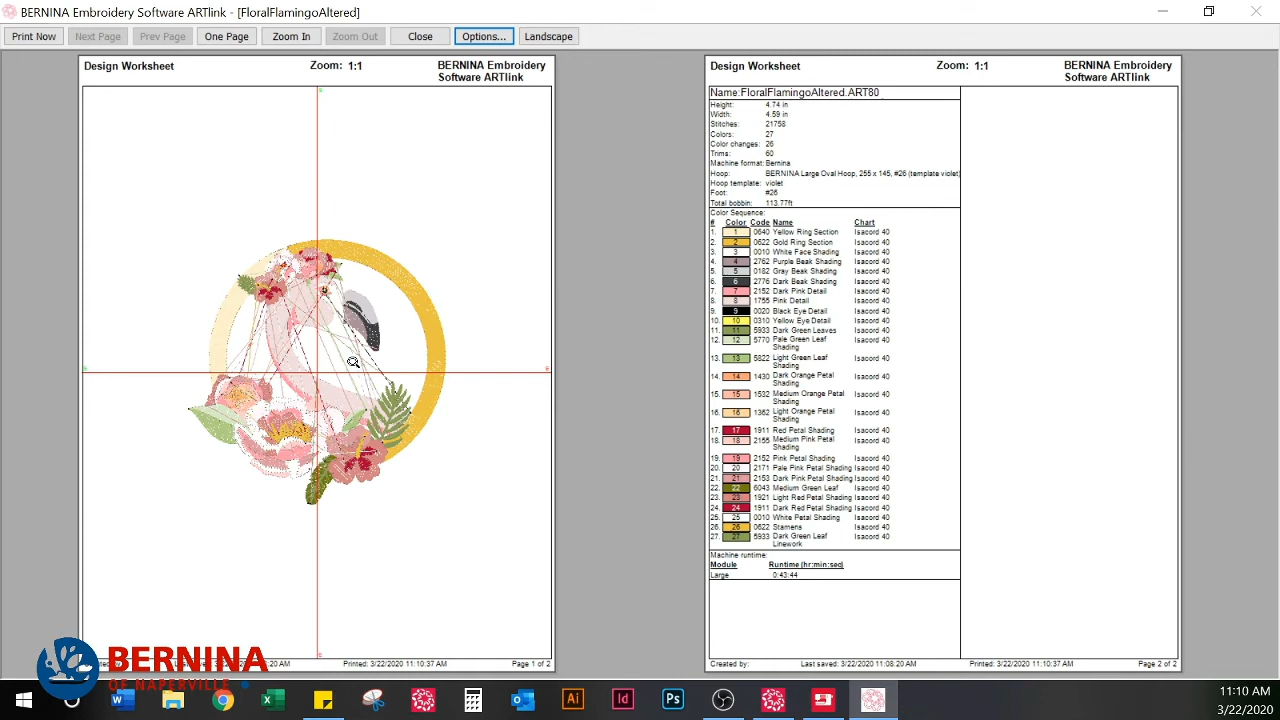 BERNINA Embroidery Software ARTlink - [FloralFlamingoAltered]
Print Now Next Page Prev Page One Page Zoom In Zoom Out Close Options... Landscape
Design Worksheet Zoom: 1:1 BERNINA Embroidery
Software ARTlink
Printed: 3/22/2020 11:10:37 AM Page 1 of 2
Design Worksheet Zoom: 1:1 BERNINA Embroidery
Software ARTlink
Name:FloralFlamingoAltered.ART80
Height: 4.74 in
Width: 4.59 in
Stitches: 21758
Colors: 27
Color changes: 26
Trims: 60
Machine format: Bernina
Hoop: BERNINA Large Oval Hoop, 255 x 145, #26 (template violet)
Hoop template: violet
Foot: #26
Total bobbin: 113.77ft
Color Sequence:
# Color Code Name Chart
1. 1 0640 Yellow Ring Section Isacord 40
2. 2 0622 Gold Ring Section Isacord 40
3. 3 0010 White Face Shading Isacord 40
4. 4 2762 Purple Beak Shading Isacord 40
5. 5 0182 Gray Beak Shading Isacord 40
6. 6 2776 Dark Beak Shading Isacord 40
7. 7 2152 Dark Pink Detail Isacord 40
8. 8 1755 Pink Detail Isacord 40
9. 9 0020 Black Eye Detail Isacord 40
10. 10 0310 Yellow Eye Detail Isacord 40
11. 11 5933 Dark Green Leaves Isacord 40
12. 12 5770 Pale Green Leaf Isacord 40
Shading
13. 13 5822 Light Green Leaf Isacord 40
Shading
14. 14 1430 Dark Orange Petal Isacord 40
Shading
15. 15 1532 Medium Orange Petal Isacord 40
Shading
16. 16 1362 Light Orange Petal Isacord 40
Shading
17. 17 1911 Red Petal Shading Isacord 40
18. 18 2155 Medium Pink Petal Isacord 40
Shading
19. 19 2152 Pink Petal Shading Isacord 40
20. 20 2171 Pale Pink Petal Shading Isacord 40
21. 21 2153 Dark Pink Petal Shading Isacord 40
22. 22 6043 Medium Green Leaf Isacord 40
23. 23 1921 Light Red Petal Shading Isacord 40
24. 24 1911 Dark Red Petal Shading Isacord 40
25. 25 0010 White Petal Shading Isacord 40
26. 26 0622 Stamens Isacord 40
27. 27 5933 Dark Green Leaf Isacord 40
Linework
Machine runtime:
Module Runtime (hr:min:sec)
Large 0:43:44
Created by: Last saved: 3/22/2020 11:08:20 AM Printed: 3/22/2020 11:10:37 AM Page 2 of 2
BERNINA
OF NAPERVILLE
11:10 AM
3/22/2020